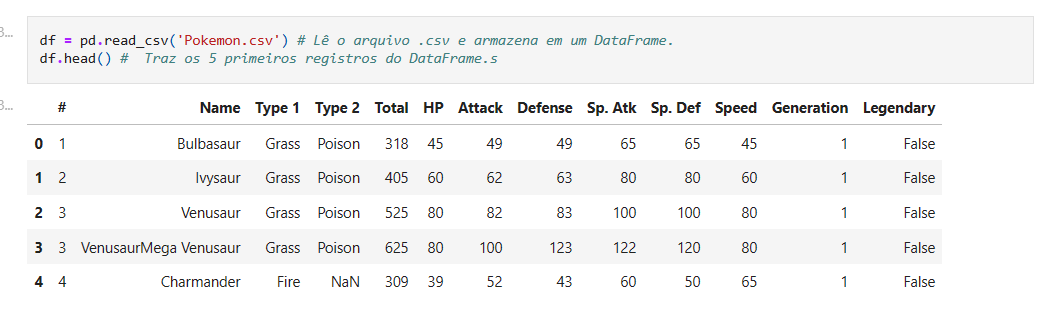 3...
df = pd.read_csv('Pokemon.csv') # Lê o arquivo .csv e armazena em um DataFrame.
df.head() #  Traz os 5 primeiros registros do DataFrame.s
3...
# Name Type 1 Type 2 Total HP Attack Defense Sp. Atk Sp. Def Speed Generation Legendary
0 1 Bulbasaur Grass Poison 318 45 49 49 65 65 45 1 False
1 2 Ivysaur Grass Poison 405 60 62 63 80 80 60 1 False
2 3 Venusaur Grass Poison 525 80 82 83 100 100 80 1 False
3 3 VenusaurMega Venusaur Grass Poison 625 80 100 123 122 120 80 1 False
4 4 Charmander Fire NaN 309 39 52 43 60 50 65 1 False